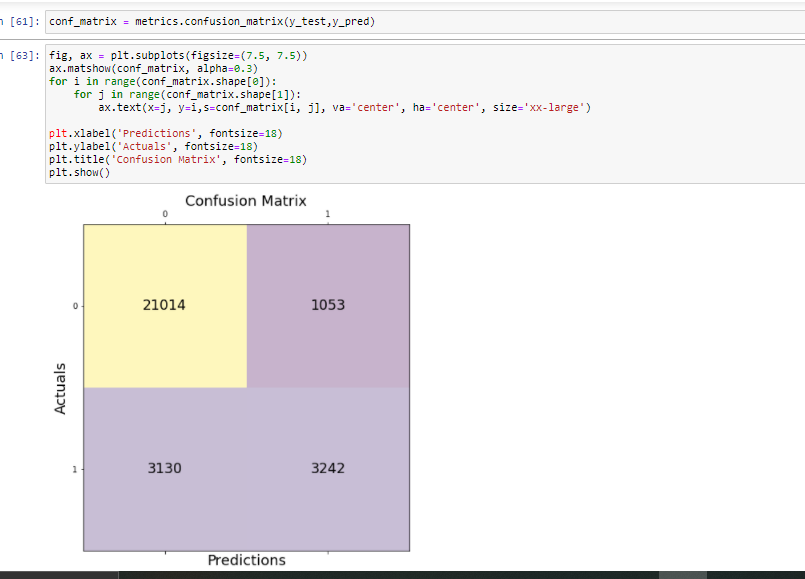 [61]: conf_matrix = metrics.confusion_matrix(y_test,y_pred)
[63]: fig, ax = plt.subplots(figsize=(7.5, 7.5))
ax.matshow(conf_matrix, alpha=0.3)
for i in range(conf_matrix.shape[0]):
    for j in range(conf_matrix.shape[1]):
        ax.text(x=j, y=i,s=conf_matrix[i, j], va='center', ha='center', size='xx-large')
plt.xlabel('Predictions', fontsize=18)
plt.ylabel('Actuals', fontsize=18)
plt.title('Confusion Matrix', fontsize=18)
plt.show()
Confusion Matrix
0 1
0 21014 1053
Actuals
1 3130 3242
Predictions